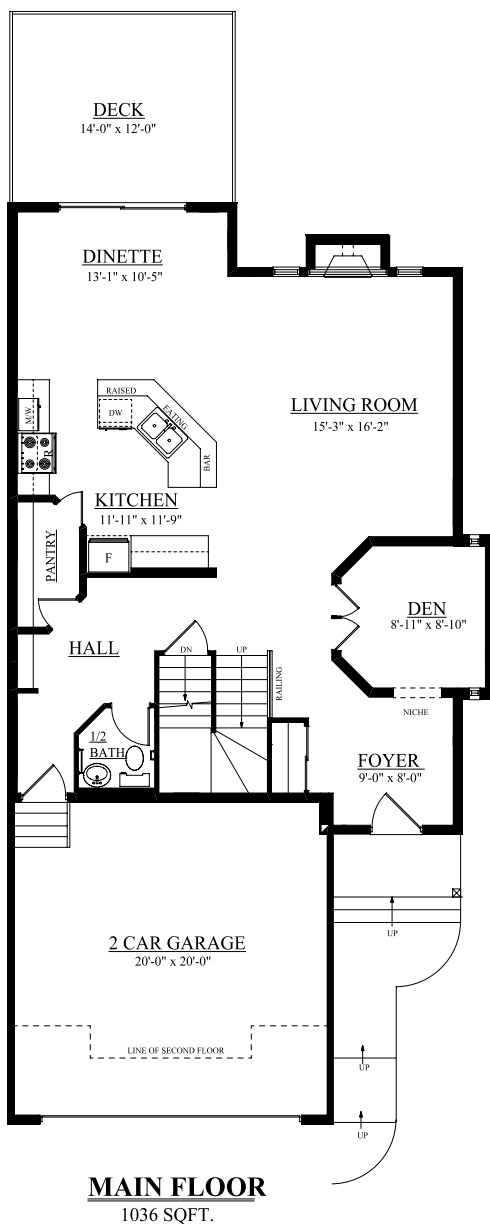 DECK
14'-0" x 12'-0"
DINETTE
13'-1" x 10'-5"
RAISED
M/W
DW
EATING
LIVING ROOM
15'-3" x 16'-2"
R
BAR
KITCHEN
11'-11" x 11'-9"
PANTRY
F
DEN
8'-11" x 8'-10"
HALL
DN
UP
RAILING
NICHE
1/2
BATH
FOYER
9'-0" x 8'-0"
UP
2 CAR GARAGE
20'-0" x 20'-0"
LINE OF SECOND FLOOR
UP
UP
MAIN FLOOR
1036 SQFT.